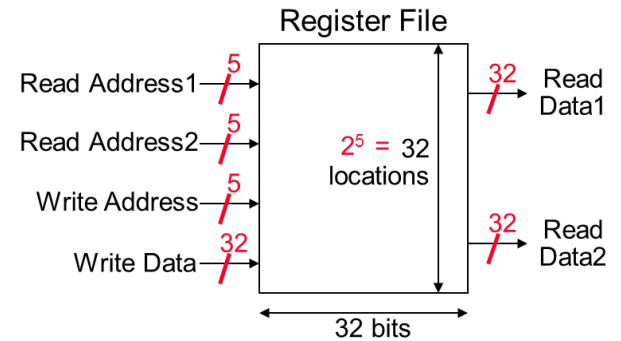 Register File
Read Address1
5
Read Address2
5
Write Address
5
Write Data
32
2⁵ = 32
locations
32
Read
Data1
32
Read
Data2
32 bits